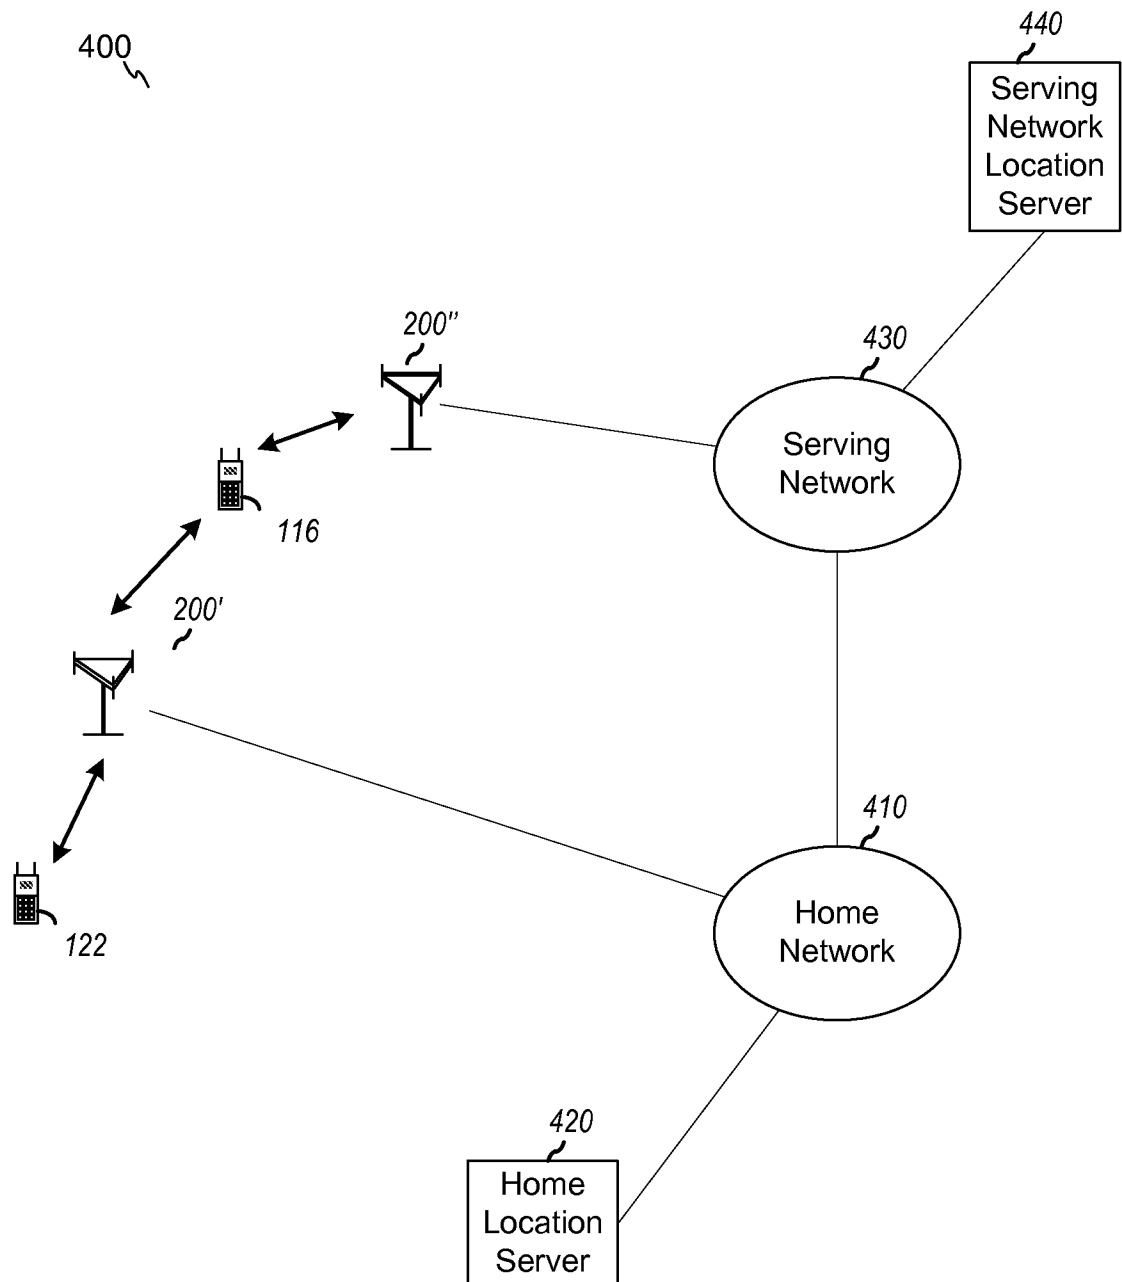 440
400
Serving
Network
Location
Server
200"
430
Serving
Network
116
200'
410
Home
Network
122
420
Home
Location
Server